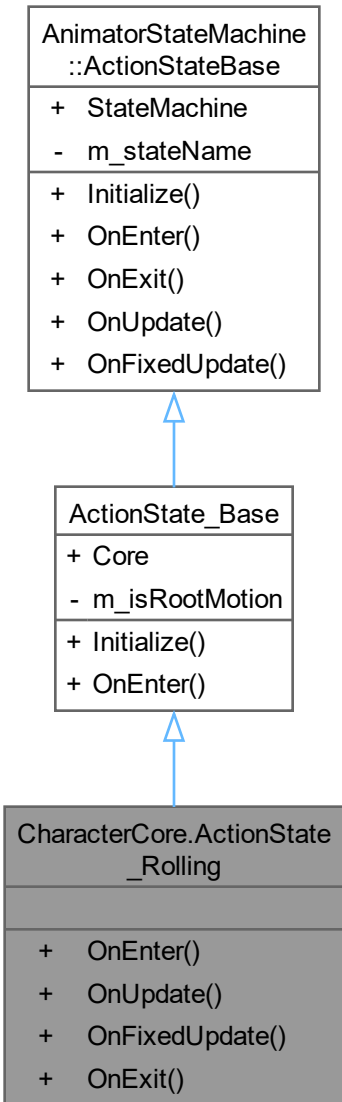 AnimatorStateMachine
::ActionStateBase
+ StateMachine
- m_stateName
+ Initialize()
+ OnEnter()
+ OnExit()
+ OnUpdate()
+ OnFixedUpdate()
ActionState_Base
+ Core
- m_isRootMotion
+ Initialize()
+ OnEnter()
CharacterCore.ActionState
_Rolling
+ OnEnter()
+ OnUpdate()
+ OnFixedUpdate()
+ OnExit()